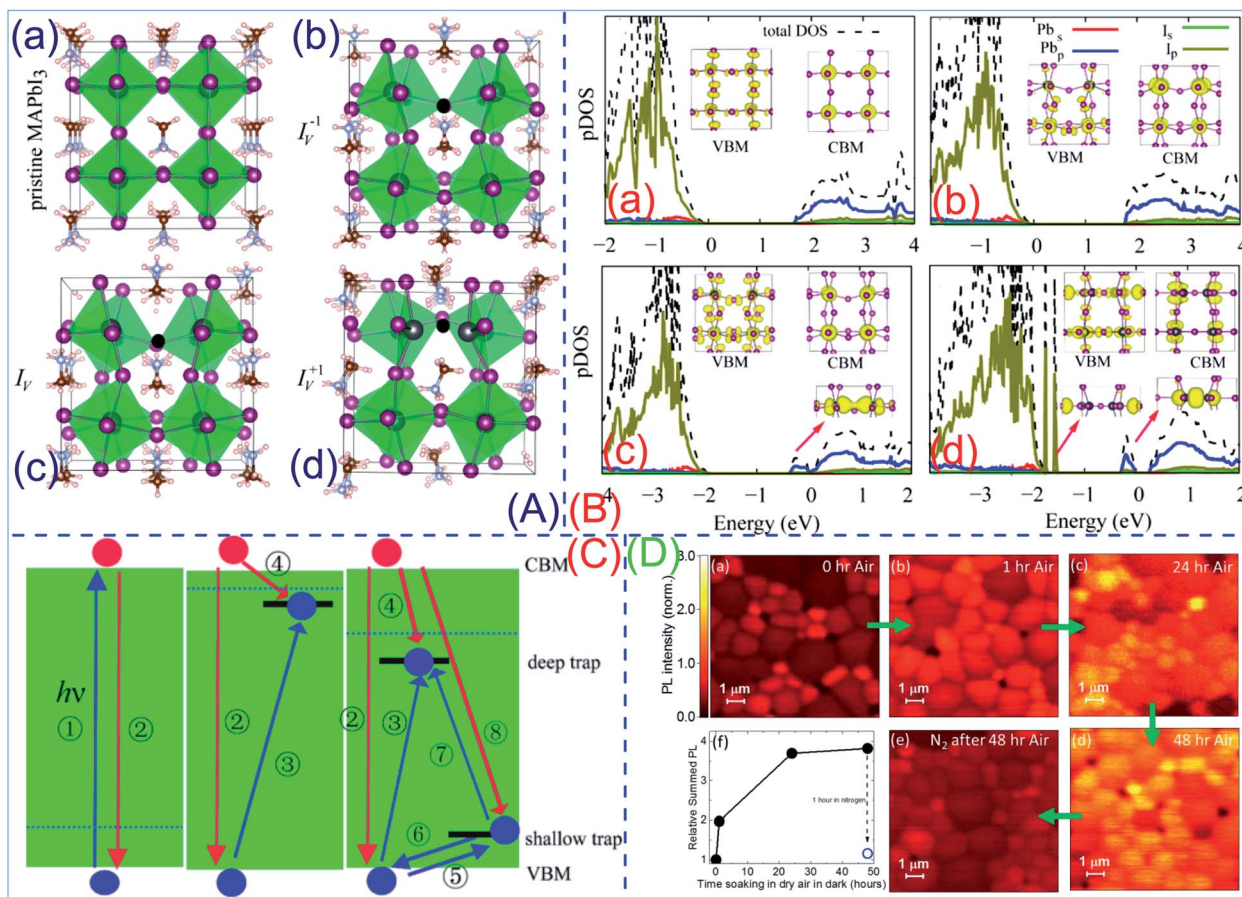 (a)
pristine MAPbI3
(b)
I_V^-1
(c)
I_V
(d)
I_V^+1
(A)
total DOS
Pb_s
Pb_p
I_s
I_p
pDOS
VBM
CBM
(a)
−2 −1 0 1 2 3 4
VBM
CBM
(b)
−1 0 1 2 3 4
pDOS
VBM
CBM
(c)
4 −3 −2 −1 0 1 2
Energy (eV)
VBM
CBM
(d)
−3 −2 −1 0 1 2
Energy (eV)
(B)
(C)
CBM
hν
①
②
②
③
④
②
③
④
⑤
⑥
⑦
⑧
deep trap
shallow trap
VBM
(D)
3.0
2.0
1.0
0.0
PL intensity (norm.)
(a) 0 hr Air
1 μm
(b) 1 hr Air
1 μm
(c) 24 hr Air
1 μm
(f)
4
3
2
1
Relative Summed PL
1 hour in nitrogen
0 10 20 30 40 50
Time soaking in dry air in dark (hours)
(e) N2 after 48 hr Air
1 μm
(d) 48 hr Air
1 μm